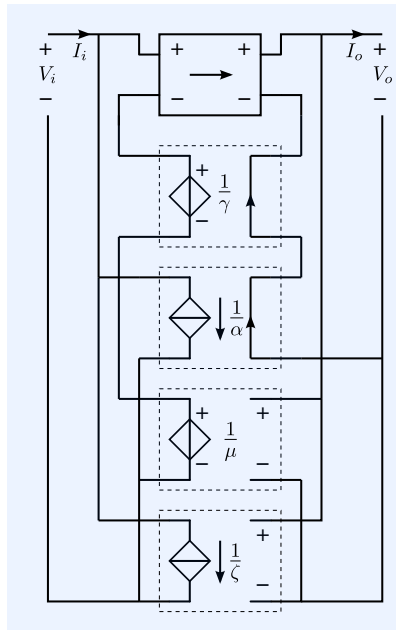 I_i I_o
+ + + +
V_i V_o
− − − −
+ 1/γ
−
1/α
+ 1/μ +
− −
+
1/ζ
−